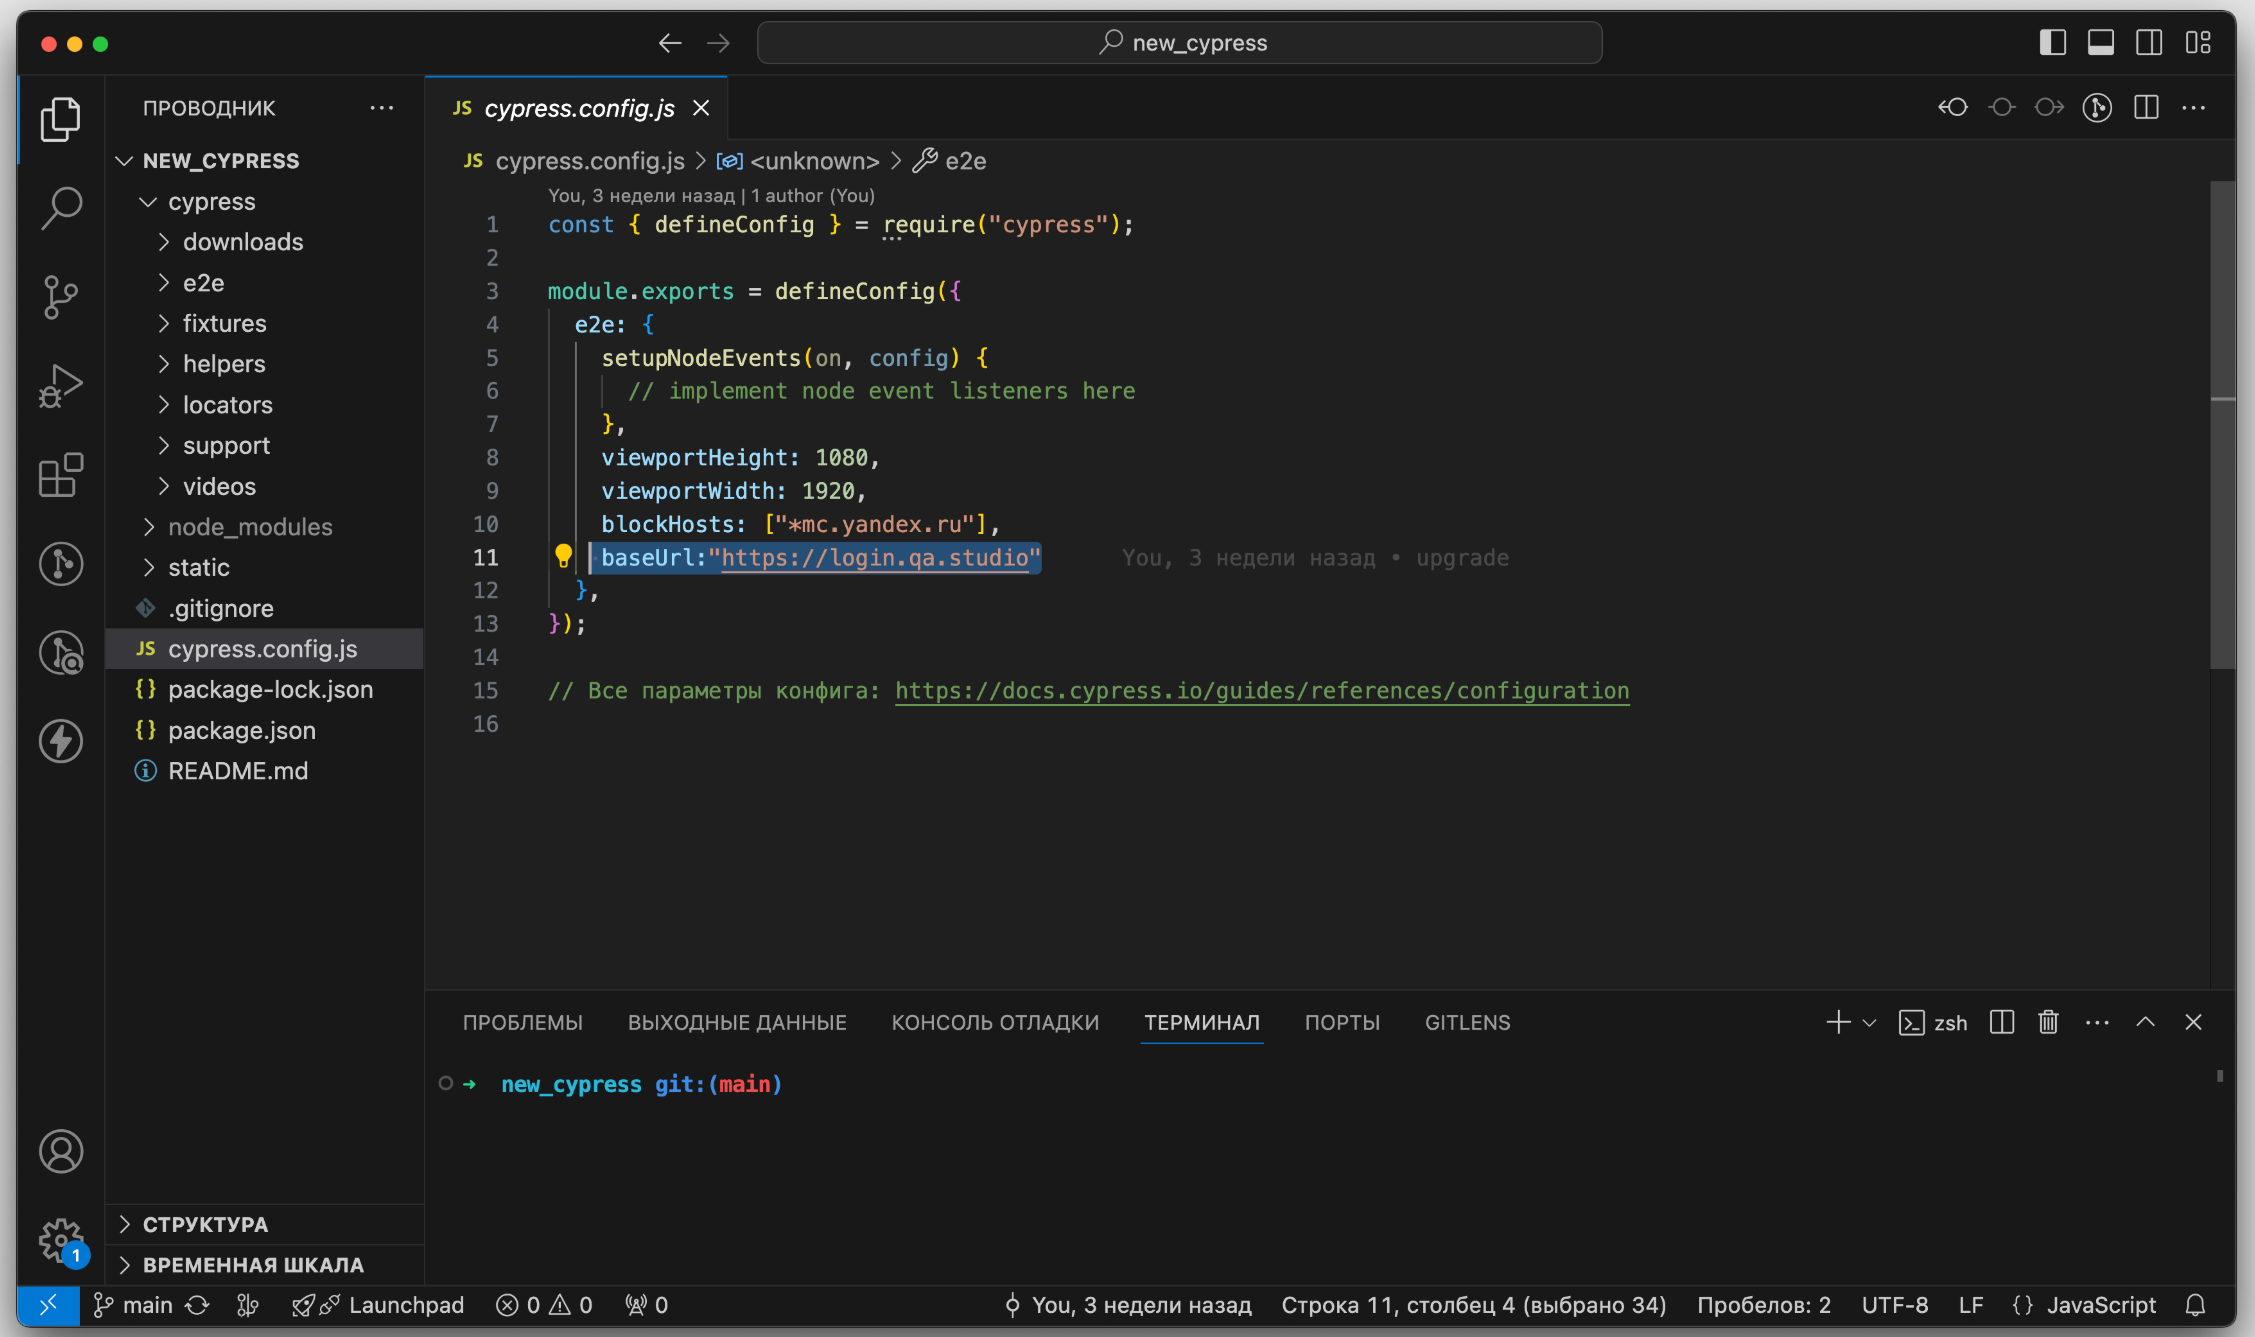 new_cypress
ПРОВОДНИК
NEW_CYPRESS
cypress
downloads
e2e
fixtures
helpers
locators
support
videos
node_modules
static
.gitignore
JS cypress.config.js
{} package-lock.json
{} package.json
README.md
СТРУКТУРА
ВРЕМЕННАЯ ШКАЛА
1
JS cypress.config.js
JS cypress.config.js > <unknown> > e2e
You, 3 недели назад | 1 author (You)
1 const { defineConfig } = require("cypress");
2
3 module.exports = defineConfig({
4 e2e: {
5 setupNodeEvents(on, config) {
6 // implement node event listeners here
7 },
8 viewportHeight: 1080,
9 viewportWidth: 1920,
10 blockHosts: ["*mc.yandex.ru"],
11 baseUrl:"https://login.qa.studio" You, 3 недели назад • upgrade
12 },
13 });
14
15 // Все параметры конфига: https://docs.cypress.io/guides/references/configuration
16
ПРОБЛЕМЫ ВЫХОДНЫЕ ДАННЫЕ КОНСОЛЬ ОТЛАДКИ ТЕРМИНАЛ ПОРТЫ GITLENS zsh
➜ new_cypress git:(main)
main Launchpad 0 0 0 You, 3 недели назад Строка 11, столбец 4 (выбрано 34) Пробелов: 2 UTF-8 LF {} JavaScript